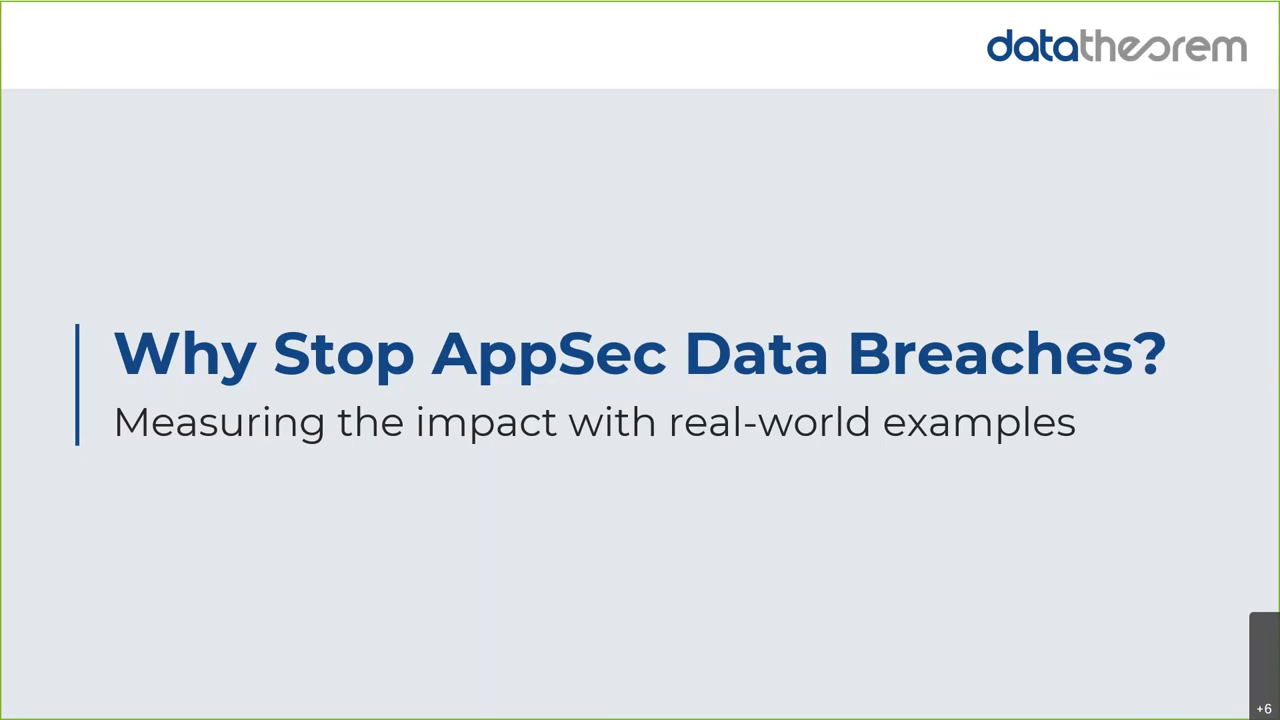 datatheorem
Why Stop AppSec Data Breaches?
Measuring the impact with real-world examples
+6